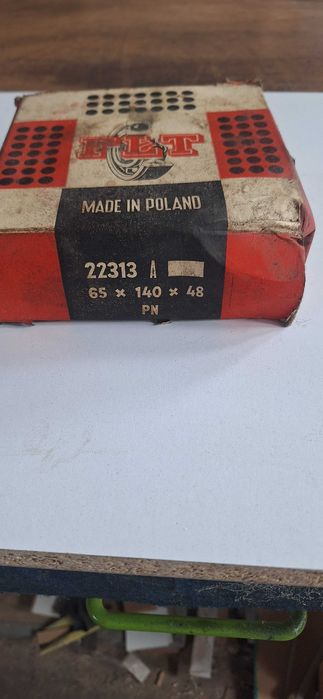 FŁT
MADE IN POLAND
22313 A
65 × 140 × 48
PN